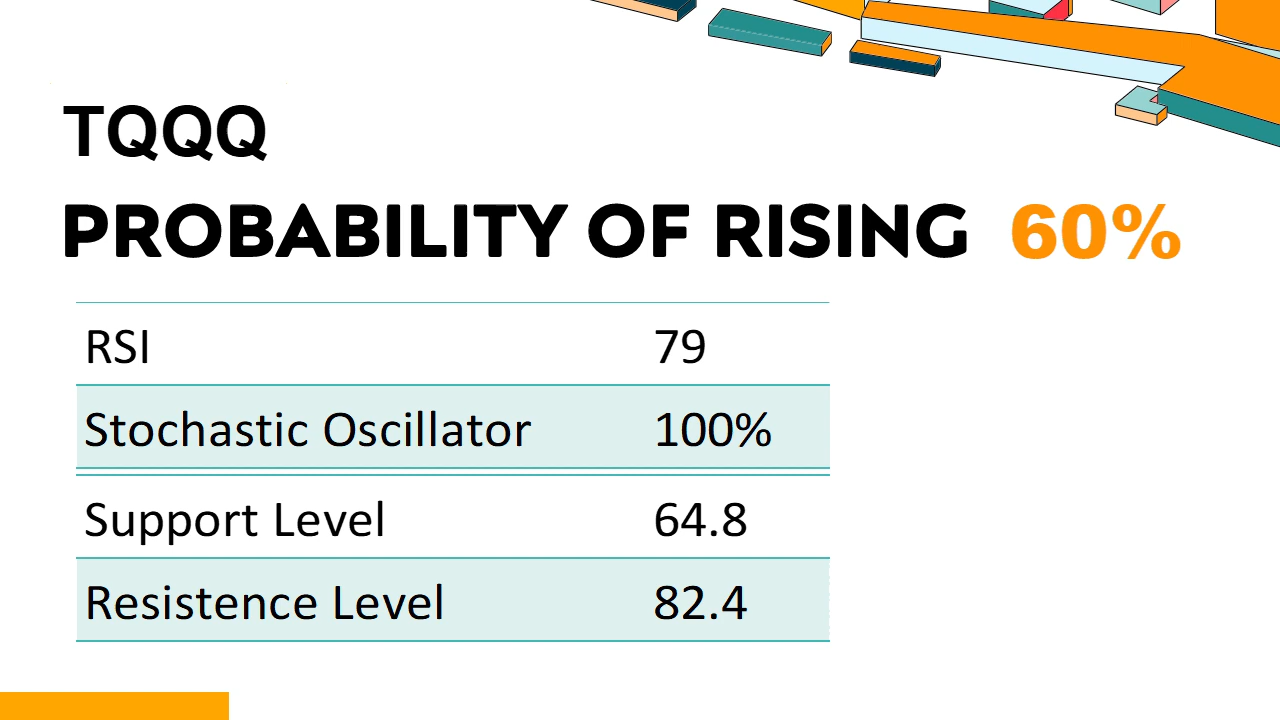 TQQQ
PROBABILITY OF RISING 60%
RSI 79
Stochastic Oscillator 100%
Support Level 64.8
Resistence Level 82.4